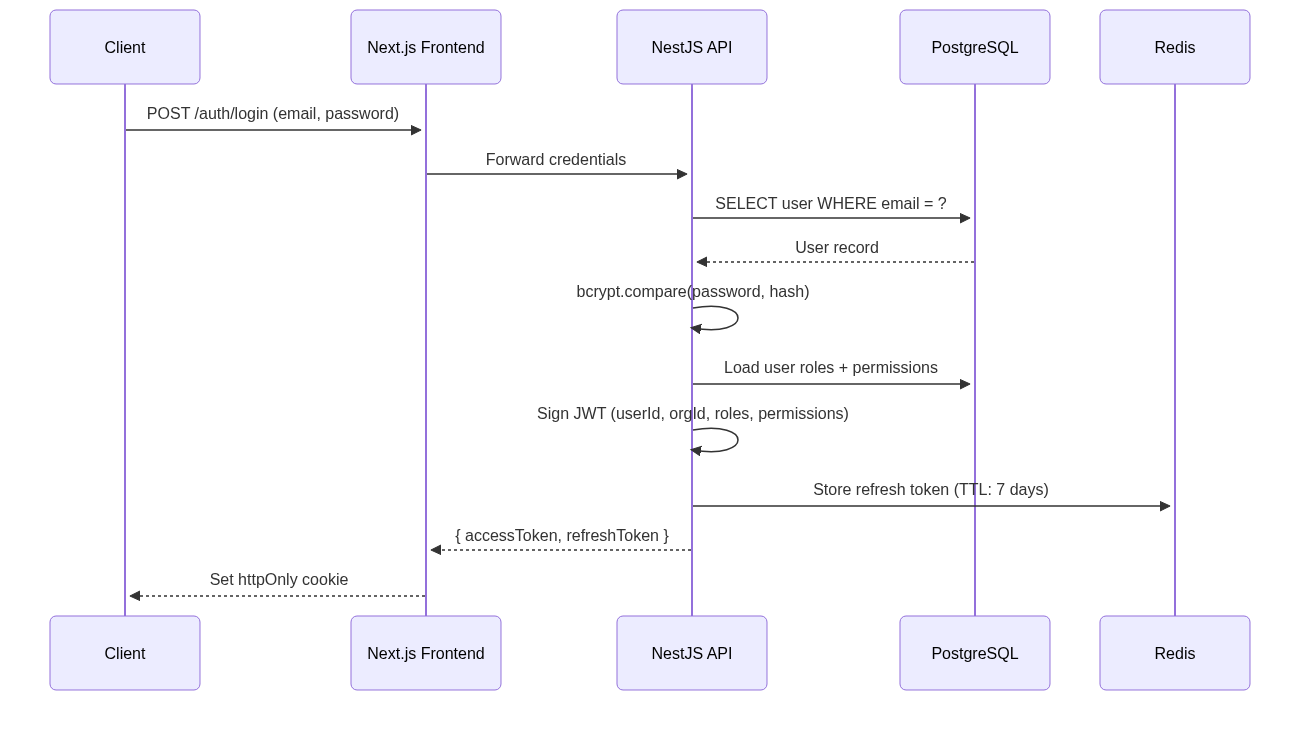 Client
Next.js Frontend
NestJS API
PostgreSQL
Redis
POST /auth/login (email, password)
Forward credentials
SELECT user WHERE email = ?
User record
bcrypt.compare(password, hash)
Load user roles + permissions
Sign JWT (userId, orgId, roles, permissions)
Store refresh token (TTL: 7 days)
{ accessToken, refreshToken }
Set httpOnly cookie
Client
Next.js Frontend
NestJS API
PostgreSQL
Redis